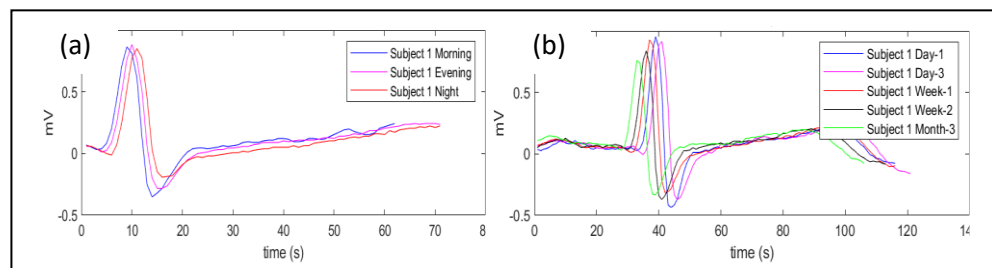 (a)
Subject 1 Morning
Subject 1 Evening
Subject 1 Night
mV
0.5
0
-0.5
0 10 20 30 40 50 60 70 8
time (s)
(b)
Subject 1 Day-1
Subject 1 Day-3
Subject 1 Week-1
Subject 1 Week-2
Subject 1 Month-3
mV
0.5
0
-0.5
0 20 40 60 80 100 120 14
time (s)